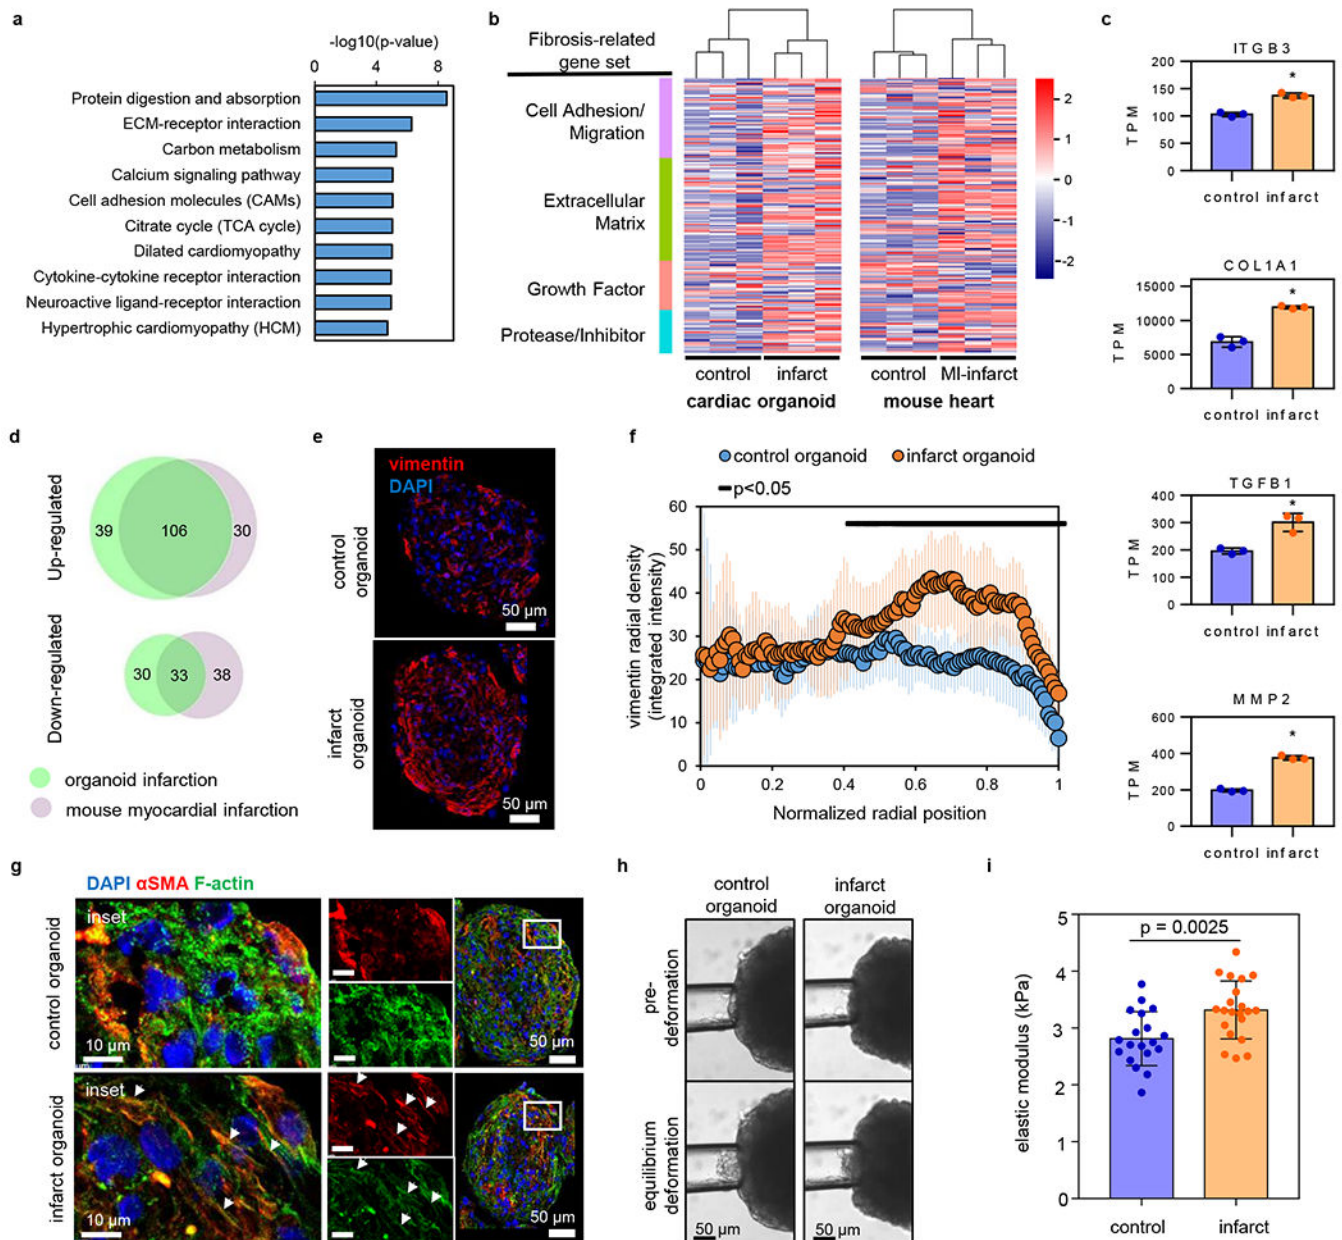 a
-log10(p-value)
0 4 8
Protein digestion and absorption
ECM-receptor interaction
Carbon metabolism
Calcium signaling pathway
Cell adhesion molecules (CAMs)
Citrate cycle (TCA cycle)
Dilated cardiomyopathy
Cytokine-cytokine receptor interaction
Neuroactive ligand-receptor interaction
Hypertrophic cardiomyopathy (HCM)
b
Fibrosis-related
gene set
Cell Adhesion/
Migration
Extracellular
Matrix
Growth Factor
Protease/Inhibitor
control infarct
cardiac organoid
control MI-infarct
mouse heart
2
1
0
-1
-2
c
ITGB3
TPM
200
150
100
50
0
*
control infarct
COL1A1
TPM
15000
10000
5000
0
*
control infarct
TGFB1
TPM
400
300
200
100
0
*
control infarct
MMP2
TPM
600
400
200
0
*
control infarct
d
Up-regulated
39 106 30
Down-regulated
30 33 38
organoid infarction
mouse myocardial infarction
e
vimentin
DAPI
control
organoid
50 µm
infarct
organoid
50 µm
f
control organoid infarct organoid
p<0.05
vimentin radial density
(integrated intensity)
60
50
40
30
20
10
0
0 0.2 0.4 0.6 0.8 1
Normalized radial position
g
DAPI αSMA F-actin
control organoid
inset
10 µm
50 µm
infarct organoid
inset
10 µm
50 µm
h
control
organoid
infarct
organoid
pre-
deformation
equilibrium
deformation
50 µm
50 µm
i
elastic modulus (kPa)
5
4
3
2
1
0
p = 0.0025
control infarct